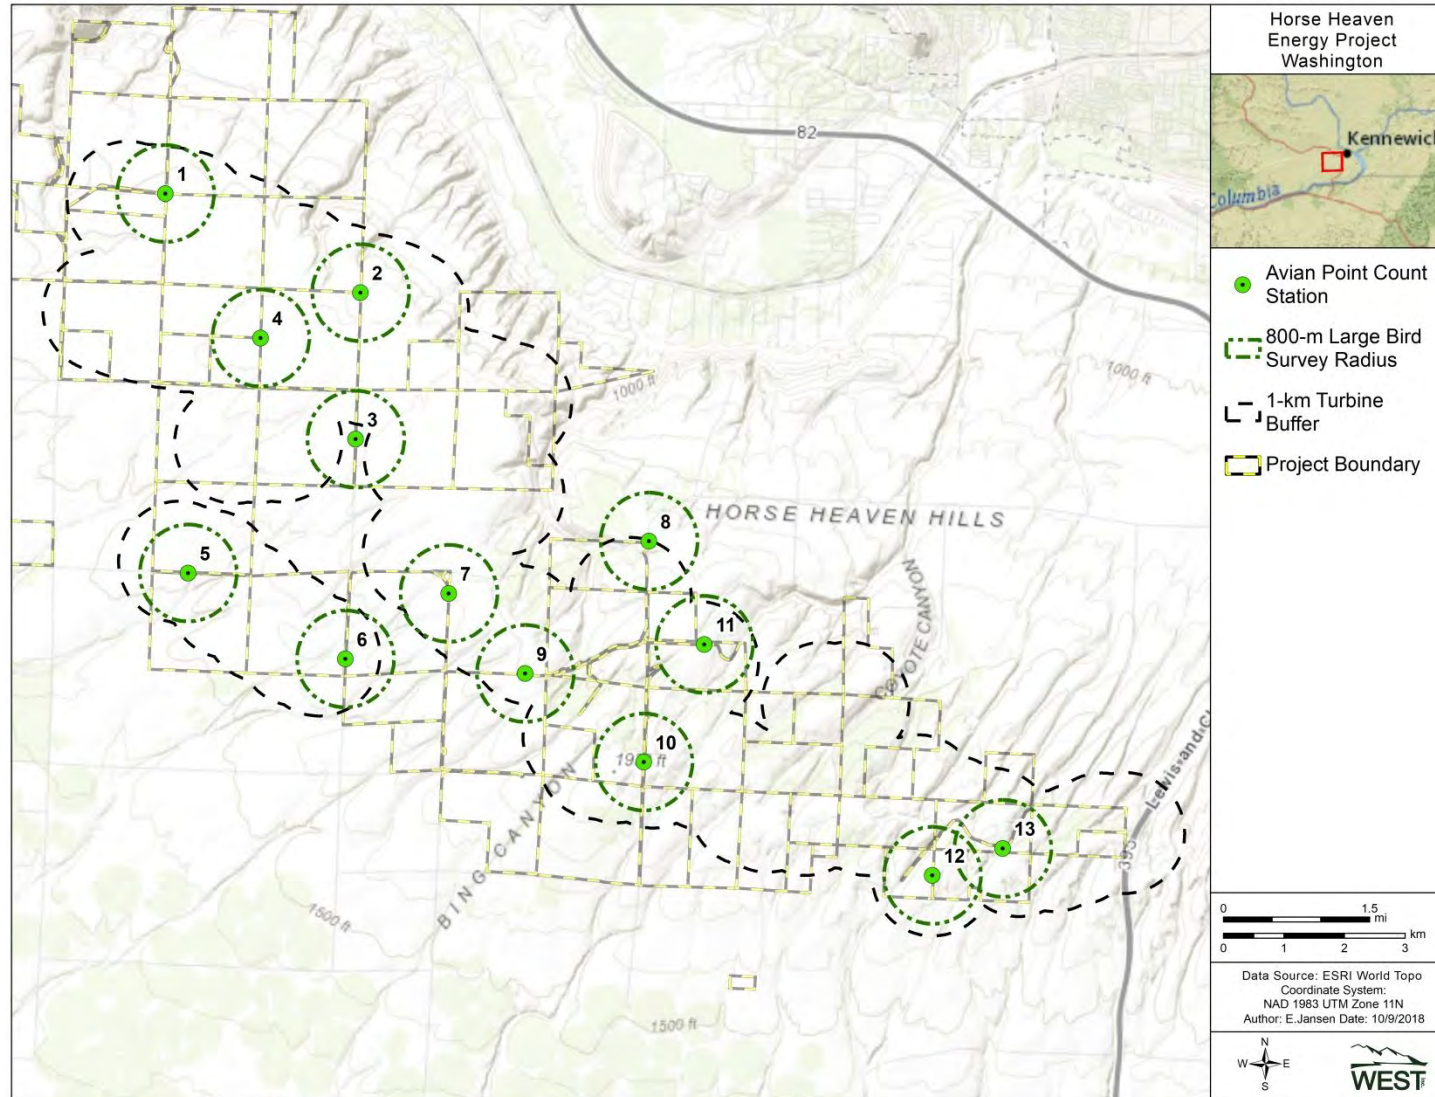 Horse Heaven
Energy Project
Washington
Kennewick
Columbia
Avian Point Count
Station
800-m Large Bird
Survey Radius
1-km Turbine
Buffer
Project Boundary
82
1
2
4
3
1000 ft
1000 ft
HORSE HEAVEN HILLS
8
5
7
COYOTE CANYON
11
6
9
10
Lewis-and-Cl
13
12
395
BING CANYON
1500 ft
1500 ft
0 1.5
mi
km
0 1 2 3
Data Source: ESRI World Topo
Coordinate System:
NAD 1983 UTM Zone 11N
Author: E.Jansen Date: 10/9/2018
N
W E
S
WEST